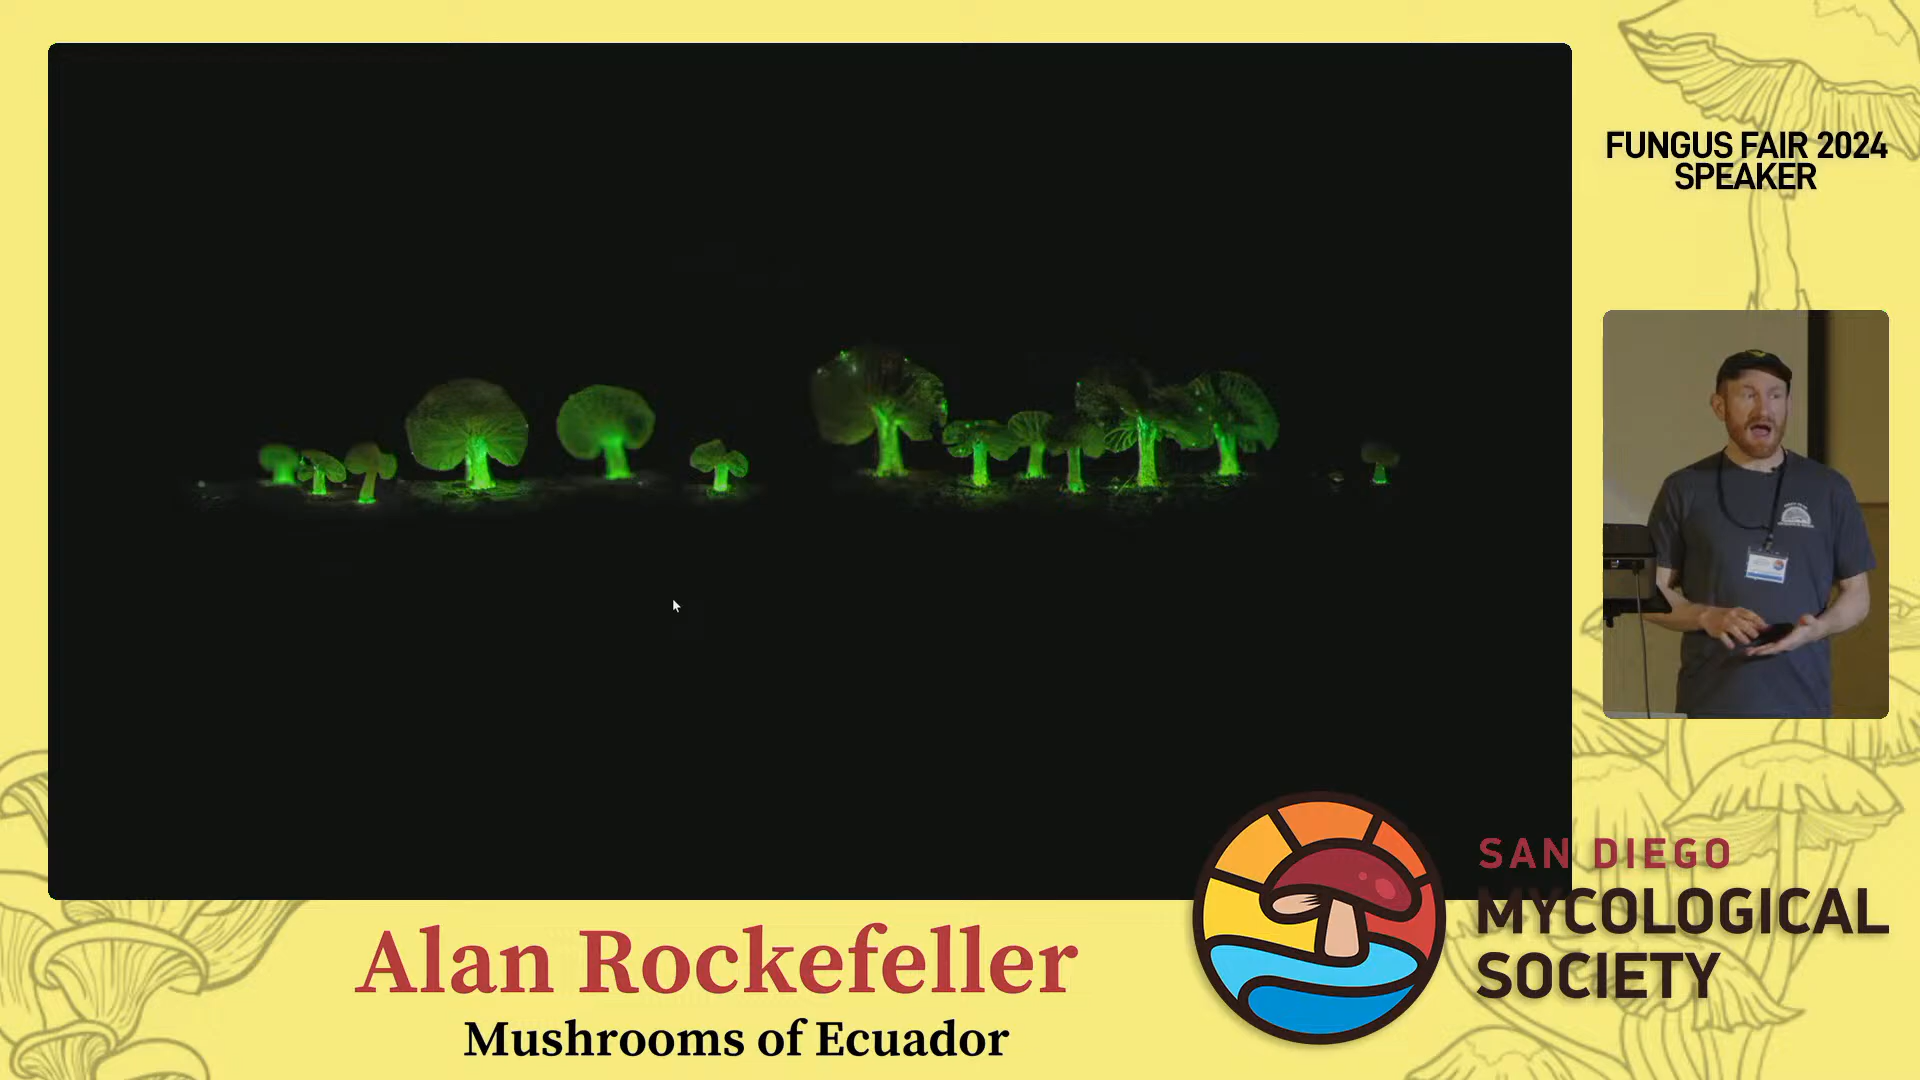 FUNGUS FAIR 2024
SPEAKER
SAN DIEGO
MYCOLOGICAL
SOCIETY
Alan Rockefeller
Mushrooms of Ecuador